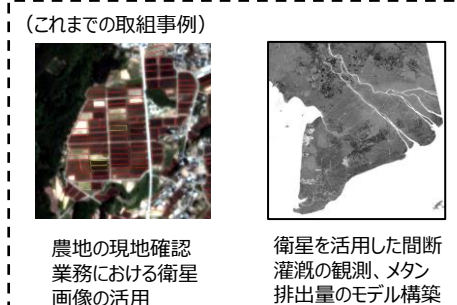 （これまでの取組事例）
農地の現地確認
業務における衛星
画像の活用
衛星を活用した間断
灌漑の観測、メタン
排出量のモデル構築